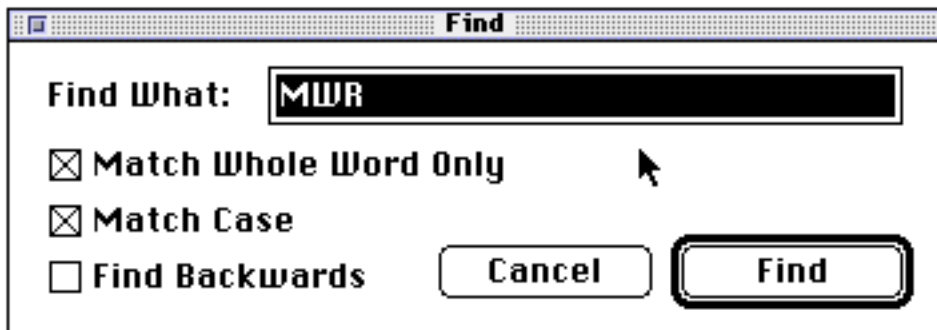 Find
Find What: MWR
Match Whole Word Only
Match Case
Find Backwards
Cancel
Find